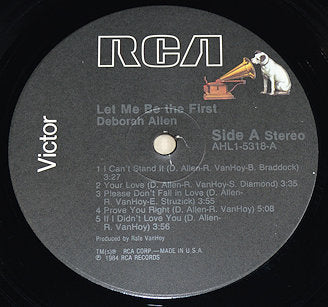 RCA
Victor
Let Me Be the First
Deborah Allen
Side A Stereo
AHL1-5318-A
1 I Can't Stand It (D. Allen-R. VanHoy-B. Braddock)
3:27
2 Your Love (D. Allen-R. VanHoy-S. Diamond) 3:35
3 Please Don't Fall in Love (D. Allen-
R. VanHoy-E. Struzick) 3:55
4 Prove You Right (D. Allen-R. VanHoy) 5:08
5 If I Didn't Love You (D. Allen-R.
VanHoy) 3:56
Produced by Rafe VanHoy
TM(s)® RCA CORP.—MADE IN U.S.A.
℗ 1984 RCA RECORDS